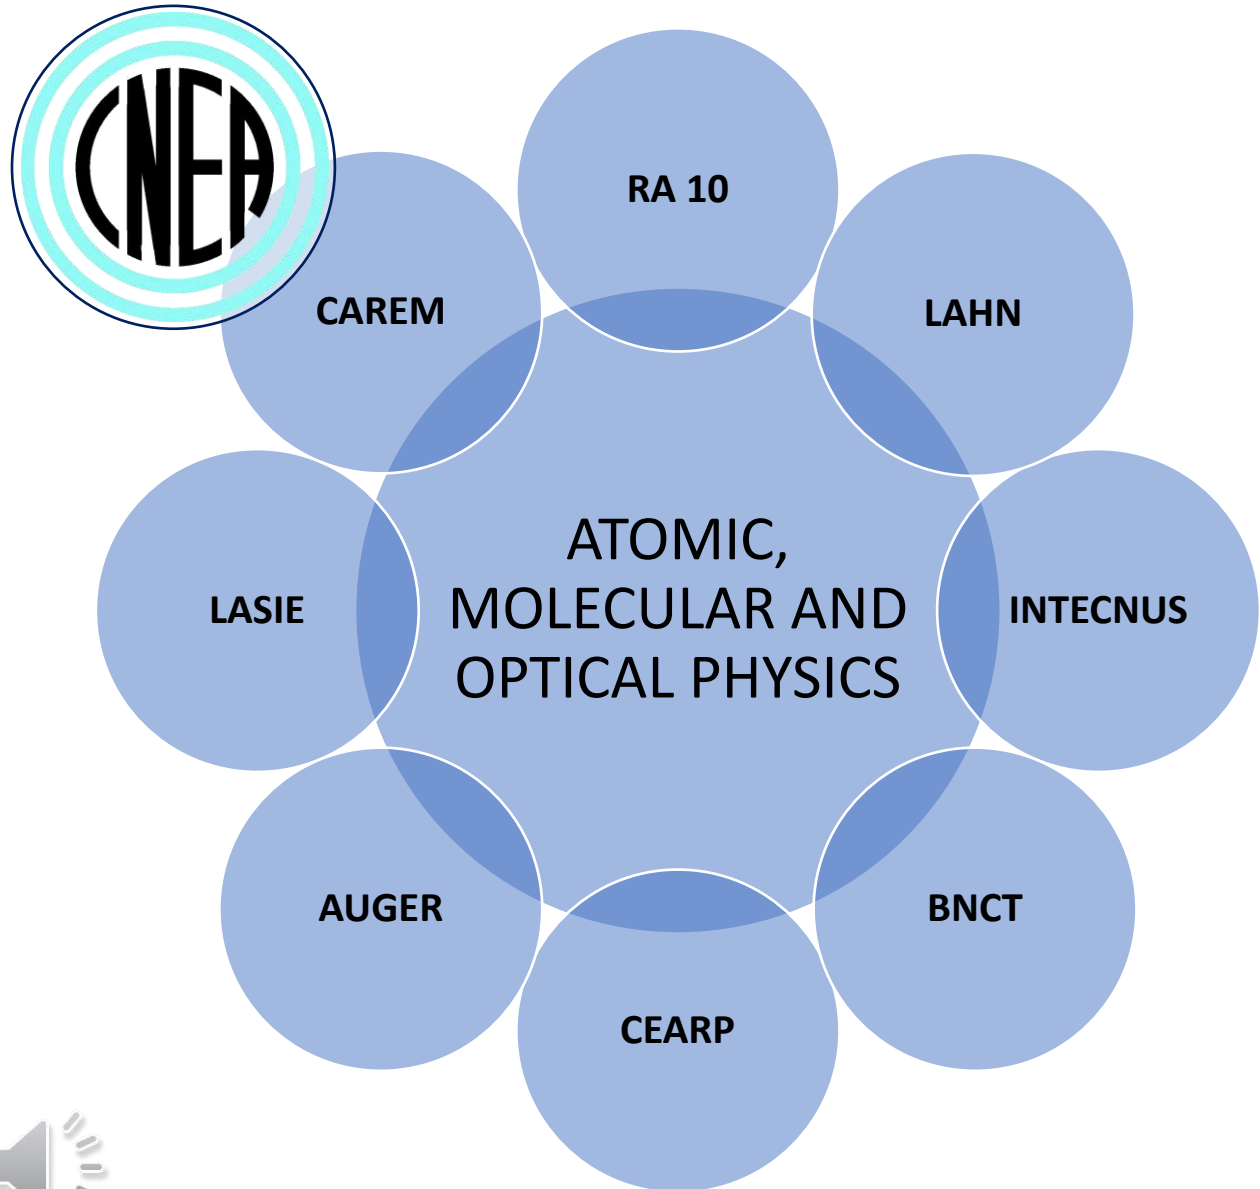 CNEA
RA 10
CAREM
LAHN
ATOMIC,
MOLECULAR AND
OPTICAL PHYSICS
LASIE
INTECNUS
AUGER
BNCT
CEARP